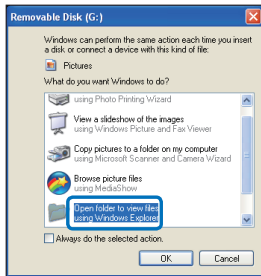 Removable Disk (G:)
Windows can perform the same action each time you insert
a disk or connect a device with this kind of file:
Pictures
What do you want Windows to do?
using Photo Printing Wizard
View a slideshow of the images
using Windows Picture and Fax Viewer
Copy pictures to a folder on my computer
using Microsoft Scanner and Camera Wizard
Browse picture files
using MediaShow
Open folder to view files
using Windows Explorer
Always do the selected action.
OK
Cancel